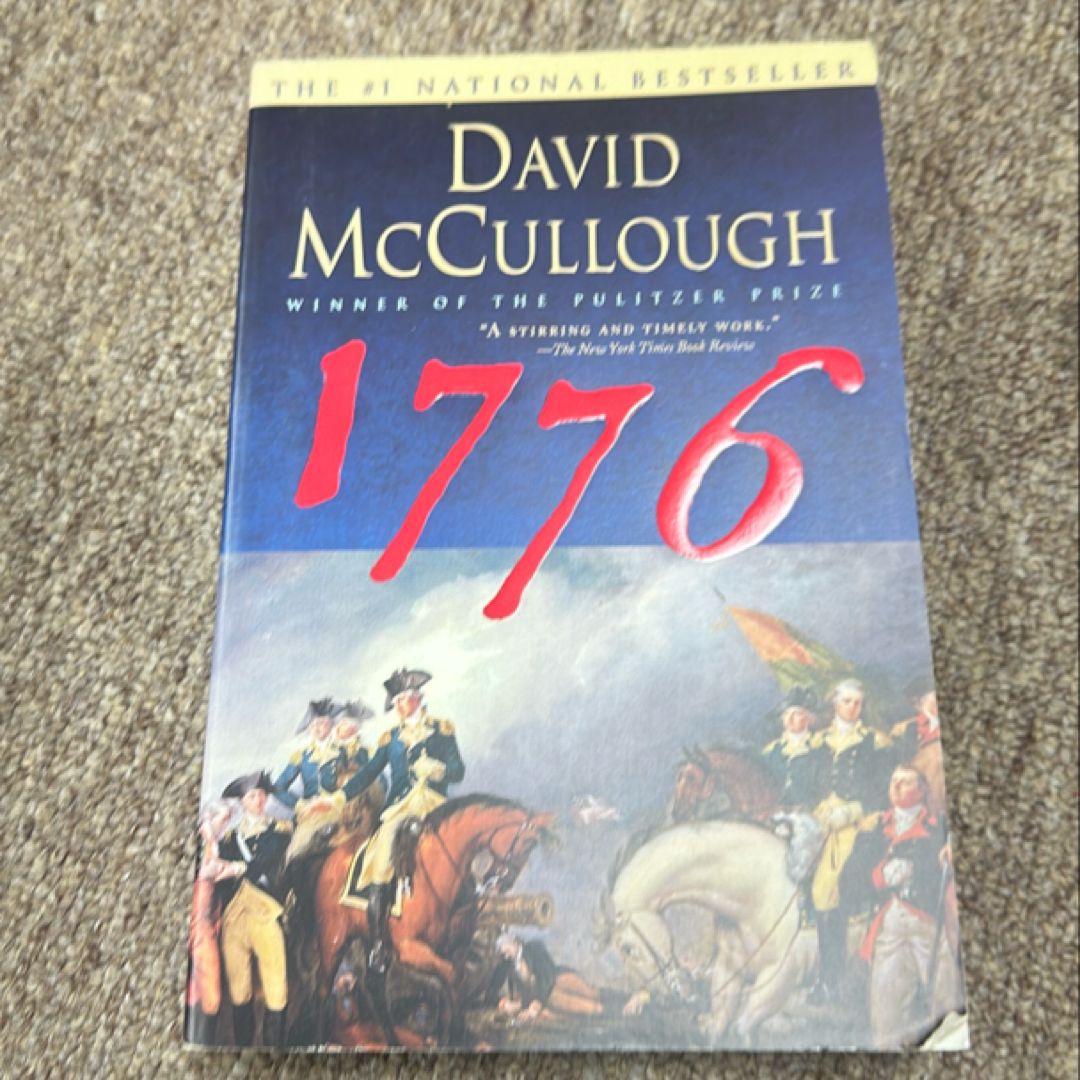 THE #1 NATIONAL BESTSELLER
DAVID
MCCULLOUGH
WINNER OF THE PULITZER PRIZE
"A STIRRING AND TIMELY WORK."
—The New York Times Book Review
1776